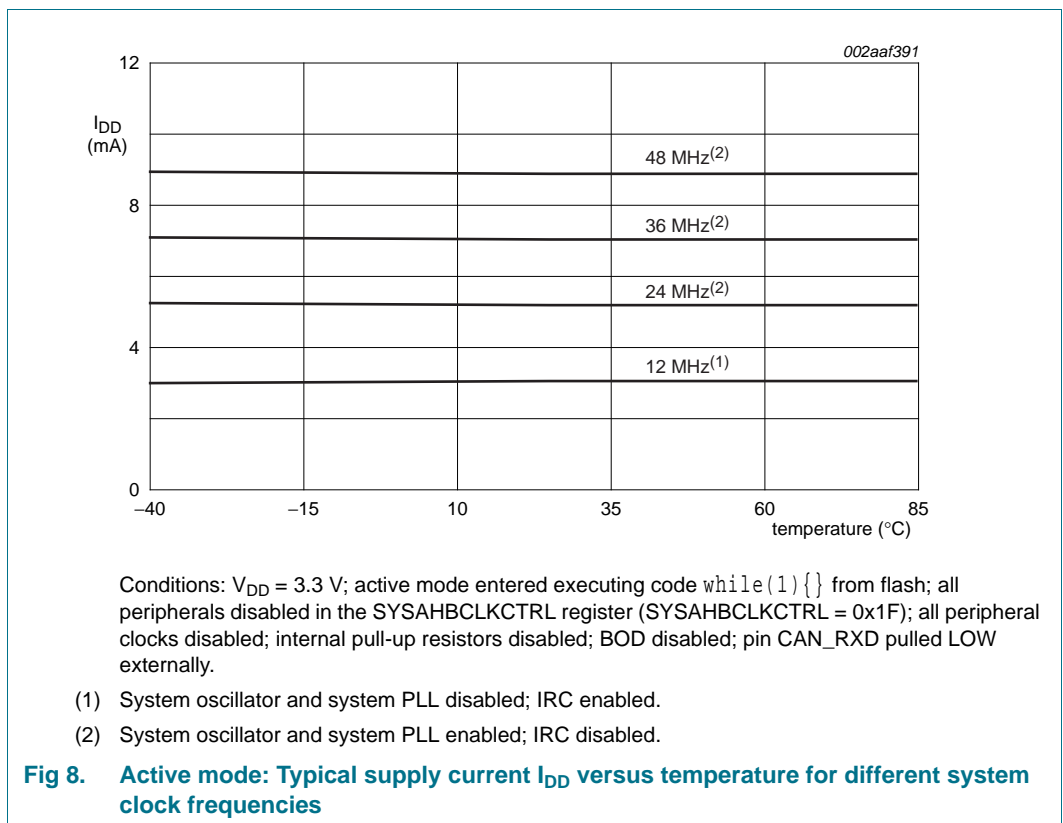 002aaf391
12
I_DD
(mA)
48 MHz(2)
8
36 MHz(2)
24 MHz(2)
4
12 MHz(1)
0
−40 −15 10 35 60 85
temperature (°C)
Conditions: V_DD = 3.3 V; active mode entered executing code while(1){} from flash; all
peripherals disabled in the SYSAHBCLKCTRL register (SYSAHBCLKCTRL = 0x1F); all peripheral
clocks disabled; internal pull-up resistors disabled; BOD disabled; pin CAN_RXD pulled LOW
externally.
(1) System oscillator and system PLL disabled; IRC enabled.
(2) System oscillator and system PLL enabled; IRC disabled.
Fig 8. Active mode: Typical supply current I_DD versus temperature for different system
clock frequencies